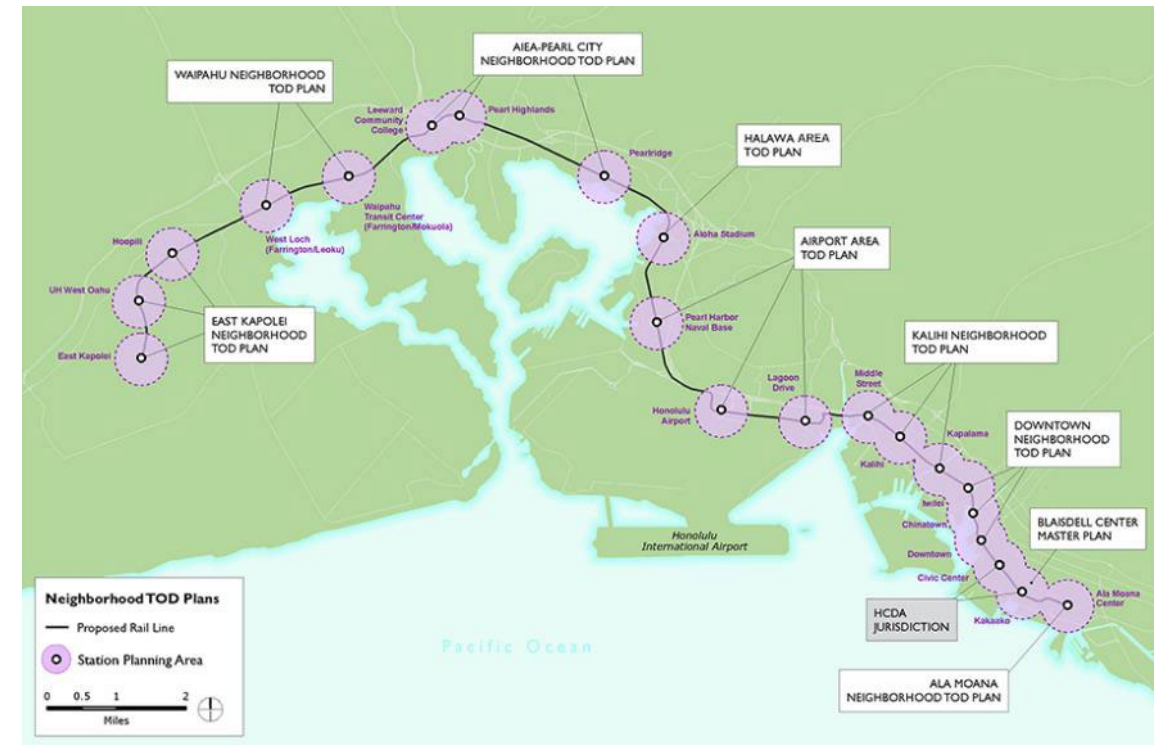 AIEA-PEARL CITY
NEIGHBORHOOD TOD PLAN
WAIPAHU NEIGHBORHOOD
TOD PLAN
Leeward
Community
College
Pearl Highlands
HALAWA AREA
TOD PLAN
Pearlridge
Waipahu
Transit Center
(Farrington/Mokuola)
West Loch
(Farrington/Leoku)
Aloha Stadium
Hoopili
AIRPORT AREA
TOD PLAN
UH West Oahu
EAST KAPOLEI
NEIGHBORHOOD
TOD PLAN
Pearl Harbor
Naval Base
KALIHI NEIGHBORHOOD
TOD PLAN
East Kapolei
Lagoon
Drive
Middle
Street
Honolulu
Airport
Kapalama
DOWNTOWN
NEIGHBORHOOD
TOD PLAN
Kalihi
Iwilei
Chinatown
BLAISDELL CENTER
MASTER PLAN
Honolulu
International Airport
Downtown
Civic Center
Ala Moana
Center
HCDA
JURISDICTION
Kakaako
Neighborhood TOD Plans
Proposed Rail Line
Station Planning Area
0 0.5 1 2
Miles
Pacific Ocean
ALA MOANA
NEIGHBORHOOD TOD PLAN